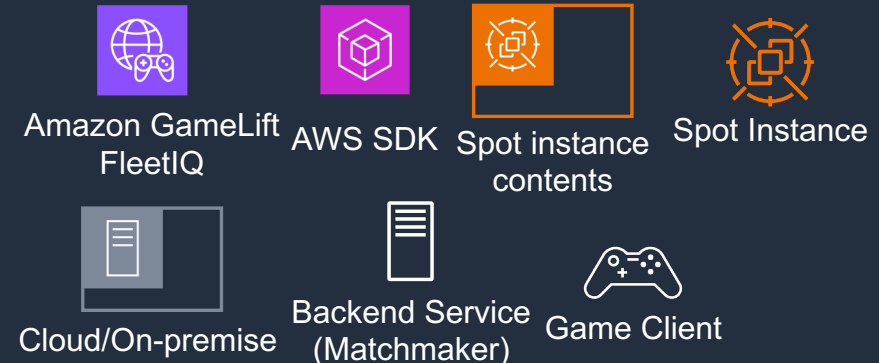 Amazon GameLift
FleetIQ
AWS SDK
Spot instance
contents
Spot Instance
Cloud/On-premise
Backend Service
(Matchmaker)
Game Client